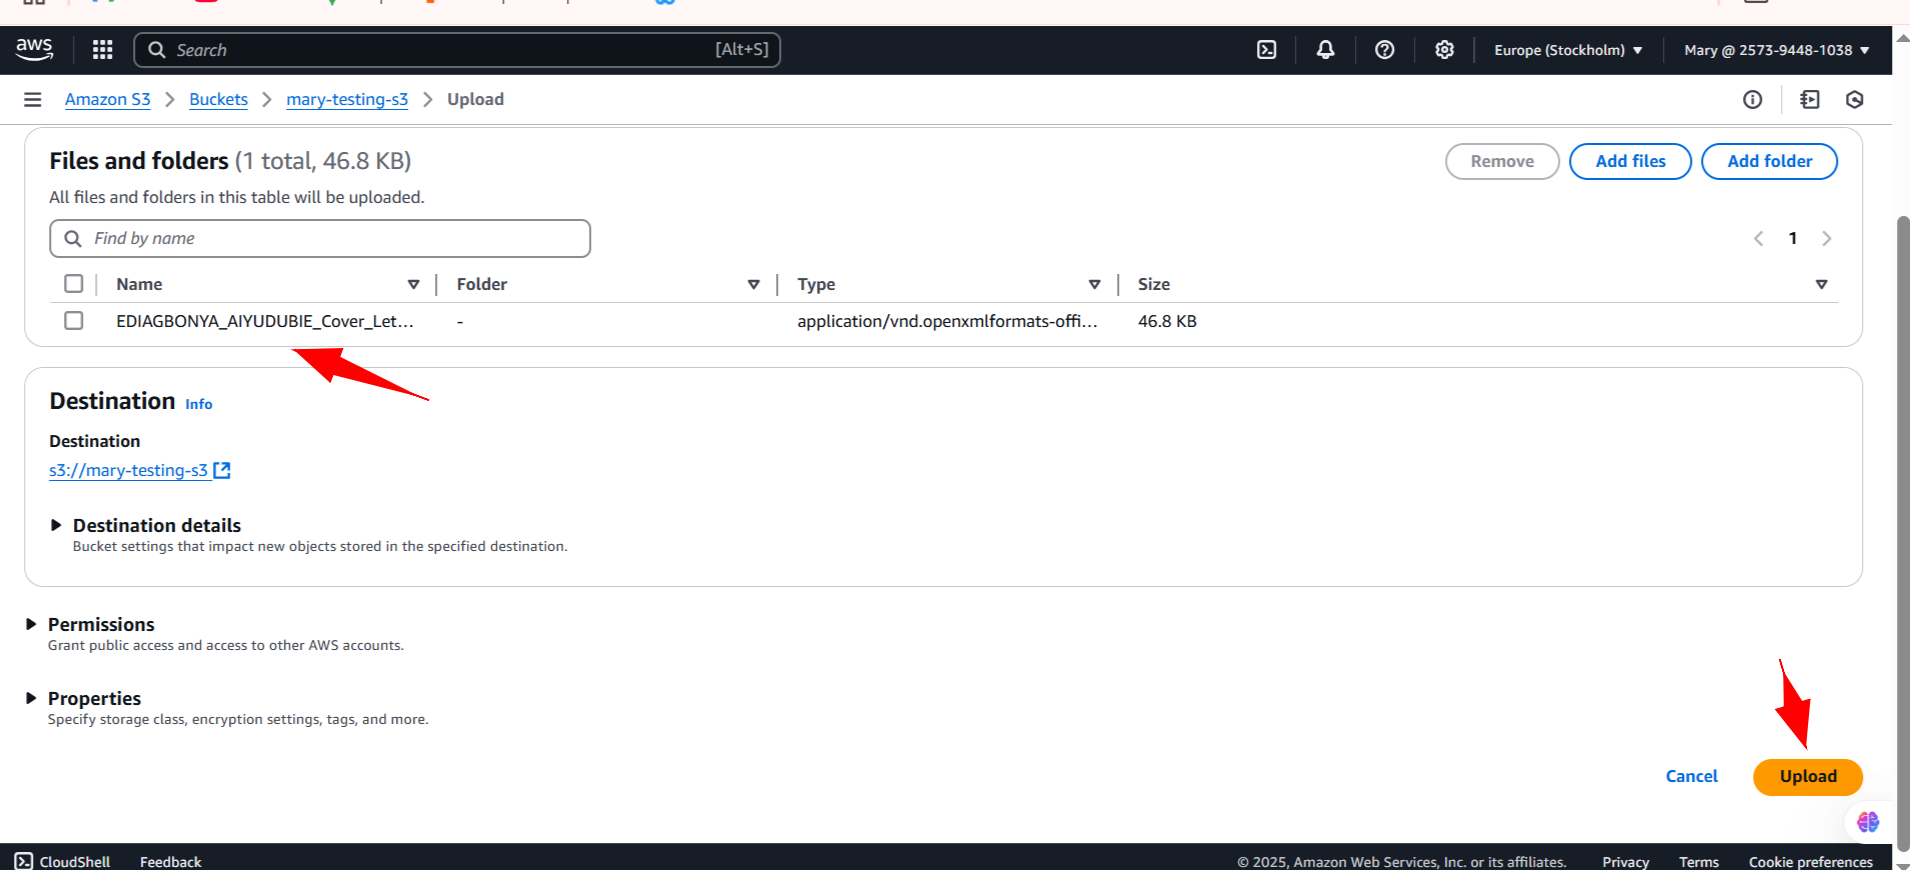 aws
Search [Alt+S]
Europe (Stockholm)
Mary @ 2573-9448-1038
Amazon S3 Buckets mary-testing-s3 Upload
Files and folders (1 total, 46.8 KB)
Remove Add files Add folder
All files and folders in this table will be uploaded.
Find by name
1
Name Folder Type Size
EDIAGBONYA_AIYUDUBIE_Cover_Let... - application/vnd.openxmlformats-offi... 46.8 KB
Destination Info
Destination
s3://mary-testing-s3
Destination details
Bucket settings that impact new objects stored in the specified destination.
Permissions
Grant public access and access to other AWS accounts.
Properties
Specify storage class, encryption settings, tags, and more.
Cancel Upload
CloudShell Feedback © 2025, Amazon Web Services, Inc. or its affiliates. Privacy Terms Cookie preferences